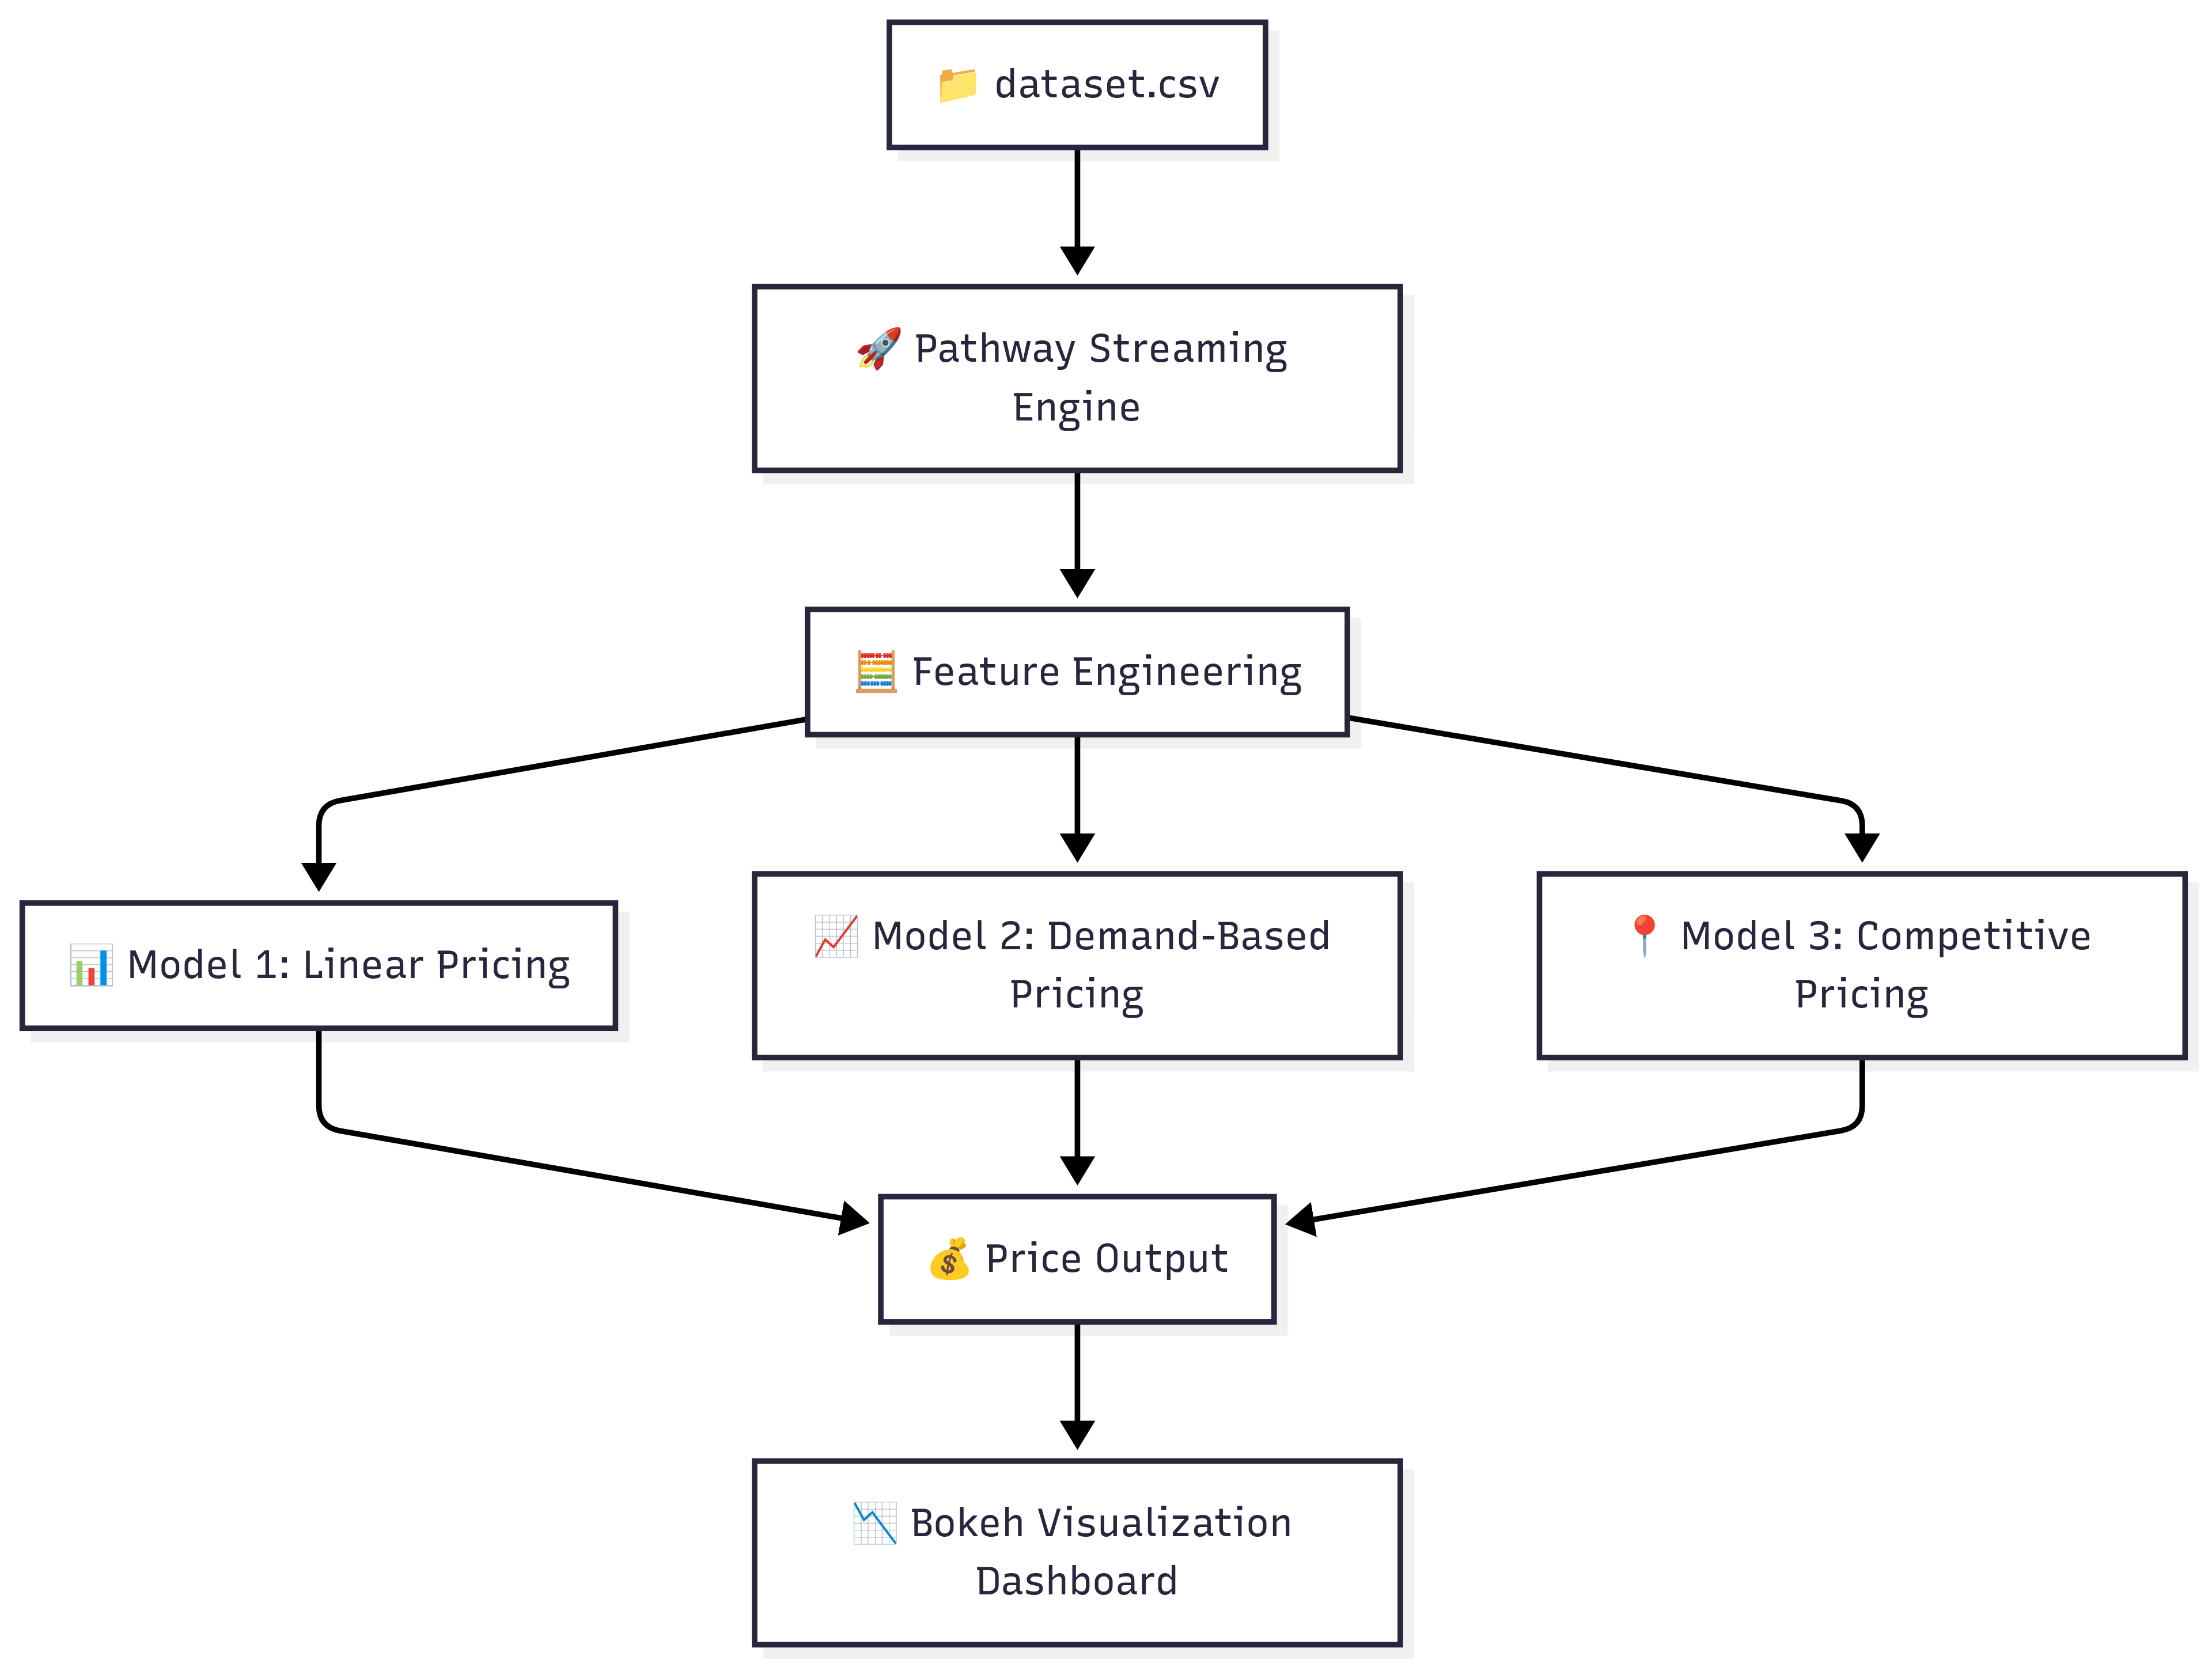 📁 dataset.csv
🚀 Pathway Streaming
Engine
🧮 Feature Engineering
📊 Model 1: Linear Pricing
📈 Model 2: Demand-Based
Pricing
📍 Model 3: Competitive
Pricing
💰 Price Output
📉 Bokeh Visualization
Dashboard